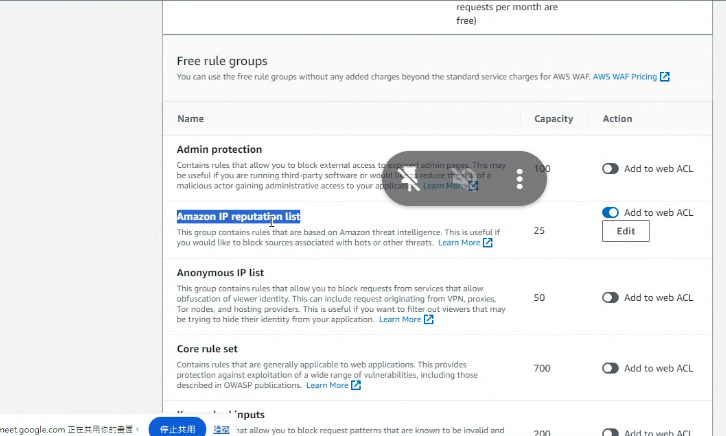 requests per month are
free)
Free rule groups
You can use the free rule groups without any added charges beyond the standard service charges for AWS WAF. AWS WAF Pricing
Name Capacity Action
Admin protection
Contains rules that allow you to block external access to exposed admin pages. This may
be useful if you are running third-party software or would like to reduce the risk of a
malicious actor gaining administrative access to your application. Learn More
100
Add to web ACL
Amazon IP reputation list
This group contains rules that are based on Amazon threat intelligence. This is useful if
you would like to block sources associated with bots or other threats. Learn More
25
Add to web ACL
Edit
Anonymous IP list
This group contains rules that allow you to block requests from services that allow
obfuscation of viewer identity. This can include request originating from VPN, proxies,
Tor nodes, and hosting providers. This is useful if you want to filter out viewers that may
be trying to hide their identity from your application. Learn More
50
Add to web ACL
Core rule set
Contains rules that are generally applicable to web applications. This provides
protection against exploitation of a wide range of vulnerabilities, including those
described in OWASP publications. Learn More
700
Add to web ACL
inputs
that allow you to block request patterns that are known to be invalid and
200
Add to web ACL
meet.google.com 正在共用你的畫面。 停止共用 隱藏